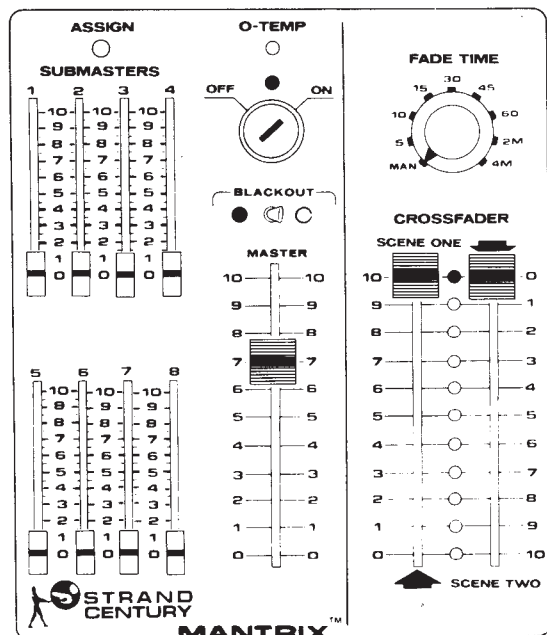 ASSIGN
SUBMASTERS
1 2 3 4
10 10 10
9 9 9
8 8 8
7 7 7
6 6 6
5 5 5
4 4 4
3 3 3
2 2 2
1 1 1
0 0 0
5 6 7 8
10 10 10
9 9 9
8 8 8
7 7 7
6 6 6
5 5 5
4 4 4
3 3 3
2 2 2
1 1 1
0 0 0
STRAND
CENTURY
O-TEMP
OFF ON
BLACKOUT
MASTER
10 10
9 9
8 8
7 7
6 6
5 5
4 4
3 3
2 2
1 1
0 0
MANTRIX™
FADE TIME
30
15 45
10 60
5 2M
MAN 4M
CROSSFADER
SCENE ONE
10 0
9 1
8 2
7 3
6 4
5 5
4 6
3 7
2 8
1 9
0 10
SCENE TWO